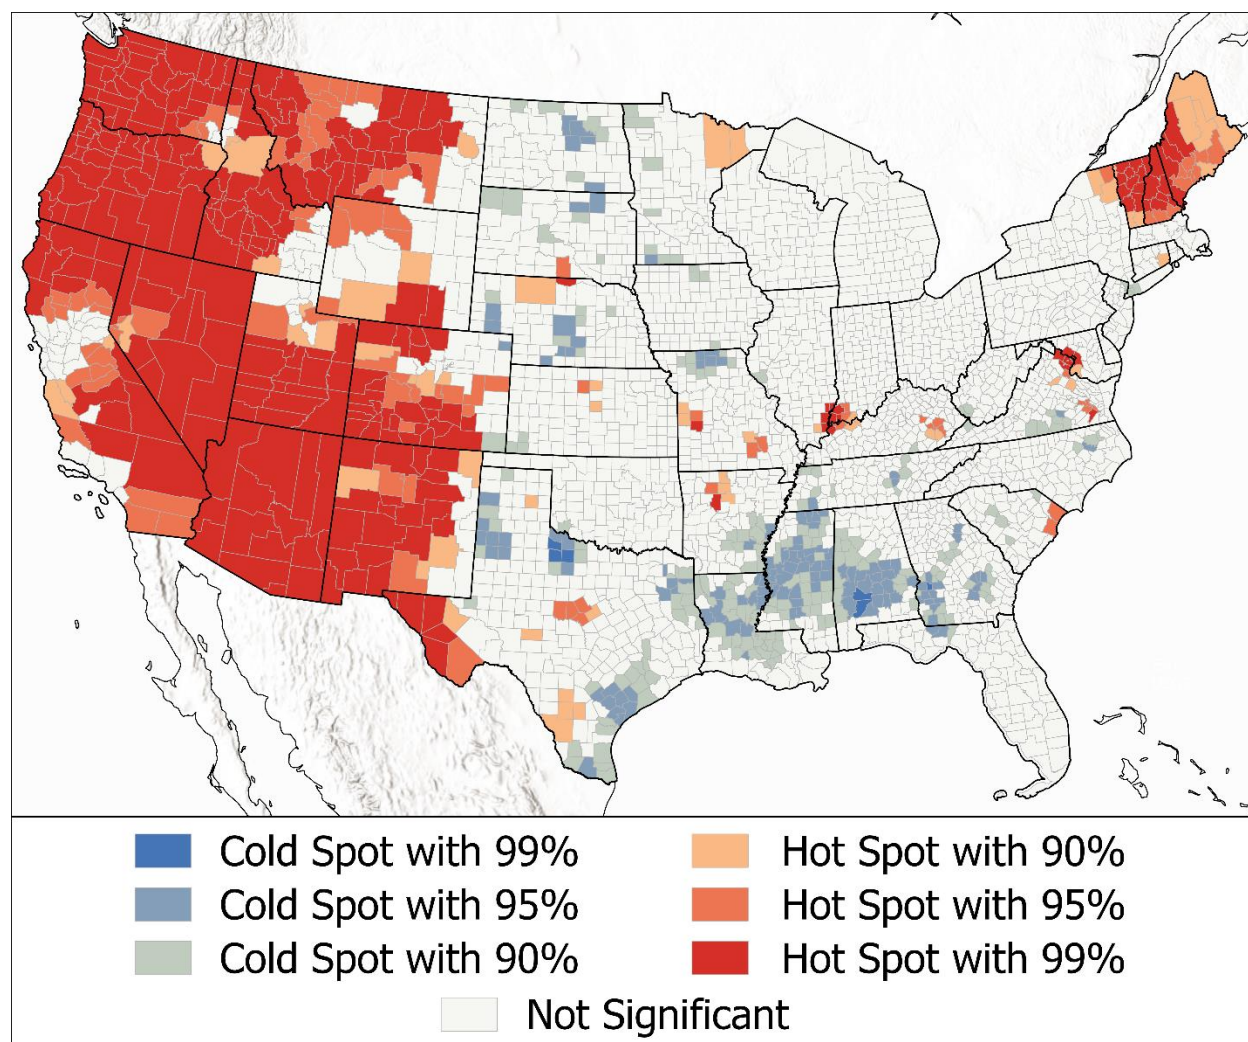 Cold Spot with 99%
Hot Spot with 90%
Cold Spot with 95%
Hot Spot with 95%
Cold Spot with 90%
Hot Spot with 99%
Not Significant